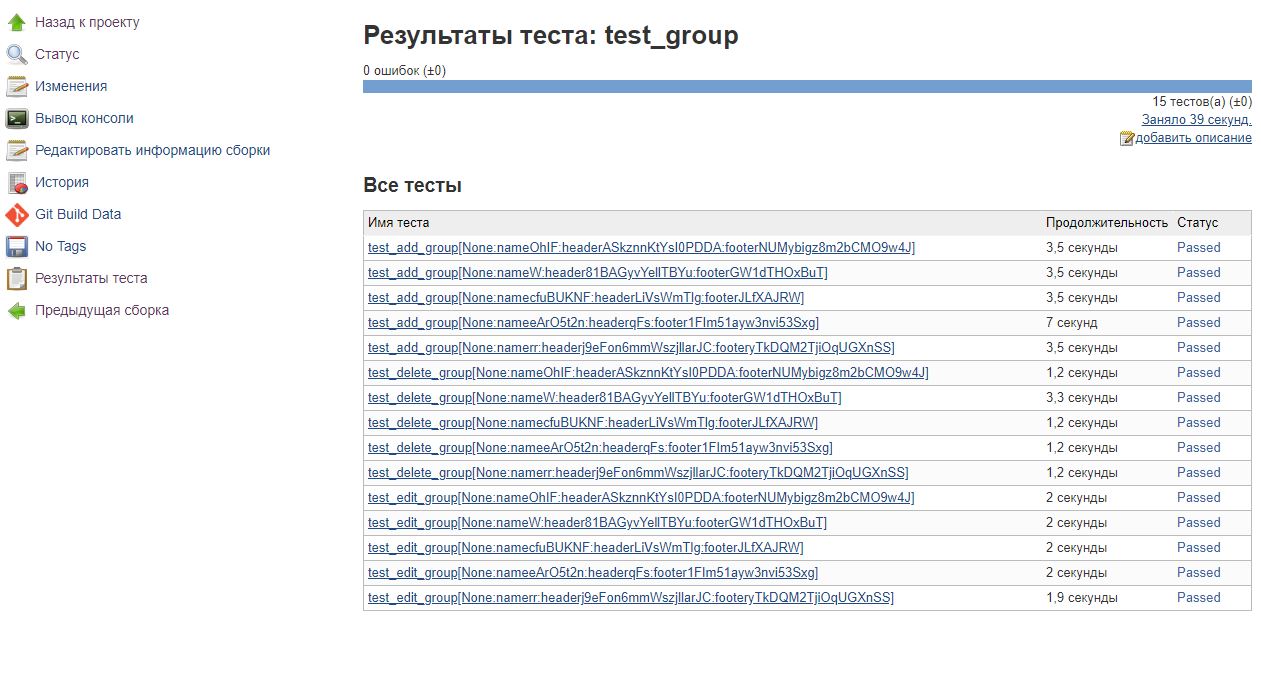 Назад к проекту
Статус
Изменения
Вывод консоли
Редактировать информацию сборки
История
Git Build Data
No Tags
Результаты теста
Предыдущая сборка
Результаты теста: test_group
0 ошибок (±0)
15 тестов(а) (±0)
Заняло 39 секунд.
добавить описание
Все тесты
Имя теста Продолжительность Статус
test_add_group[None:nameOhIF:headerASkznnKtYsI0PDDA:footerNUMybigz8m2bCMO9w4J] 3,5 секунды Passed
test_add_group[None:nameW:header81BAGyvYellTBYu:footerGW1dTHOxBuT] 3,5 секунды Passed
test_add_group[None:namecfuBUKNF:headerLiVsWmTlg:footerJLfXAJRW] 3,5 секунды Passed
test_add_group[None:nameeArO5t2n:headerqFs:footer1FIm51ayw3nvi53Sxg] 7 секунд Passed
test_add_group[None:namerr:headerj9eFon6mmWszjllarJC:footeryTkDQM2TjiOqUGXnSS] 3,5 секунды Passed
test_delete_group[None:nameOhIF:headerASkznnKtYsI0PDDA:footerNUMybigz8m2bCMO9w4J] 1,2 секунды Passed
test_delete_group[None:nameW:header81BAGyvYellTBYu:footerGW1dTHOxBuT] 3,3 секунды Passed
test_delete_group[None:namecfuBUKNF:headerLiVsWmTlg:footerJLfXAJRW] 1,2 секунды Passed
test_delete_group[None:nameeArO5t2n:headerqFs:footer1FIm51ayw3nvi53Sxg] 1,2 секунды Passed
test_delete_group[None:namerr:headerj9eFon6mmWszjllarJC:footeryTkDQM2TjiOqUGXnSS] 1,2 секунды Passed
test_edit_group[None:nameOhIF:headerASkznnKtYsI0PDDA:footerNUMybigz8m2bCMO9w4J] 2 секунды Passed
test_edit_group[None:nameW:header81BAGyvYellTBYu:footerGW1dTHOxBuT] 2 секунды Passed
test_edit_group[None:namecfuBUKNF:headerLiVsWmTlg:footerJLfXAJRW] 2 секунды Passed
test_edit_group[None:nameeArO5t2n:headerqFs:footer1FIm51ayw3nvi53Sxg] 2 секунды Passed
test_edit_group[None:namerr:headerj9eFon6mmWszjllarJC:footeryTkDQM2TjiOqUGXnSS] 1,9 секунды Passed